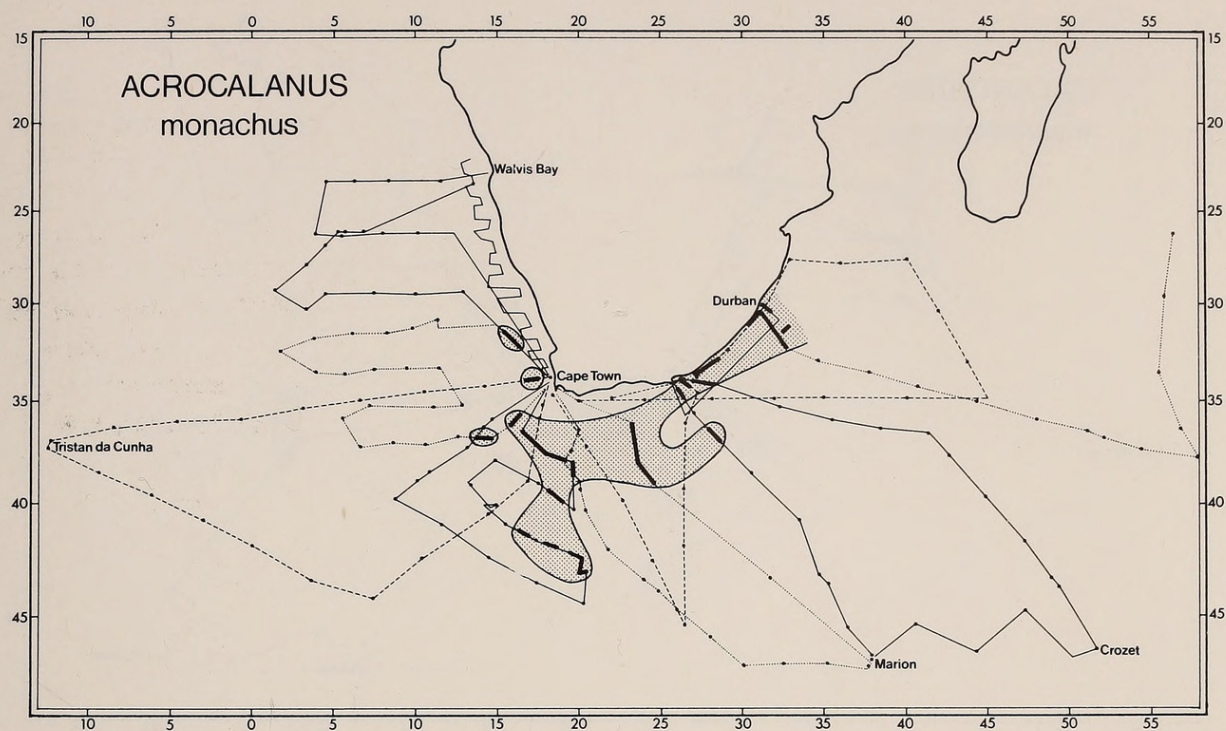 10 5 0 5 10 15 20 25 30 35 40 45 50 55
15 15
ACROCALANUS
monachus
20 20
Walvis Bay
25 25
Durban
30 30
Cape Town
35 35
Tristan da Cunha
40 40
45 45
Marion
Crozet
10 5 0 5 10 15 20 25 30 35 40 45 50 55